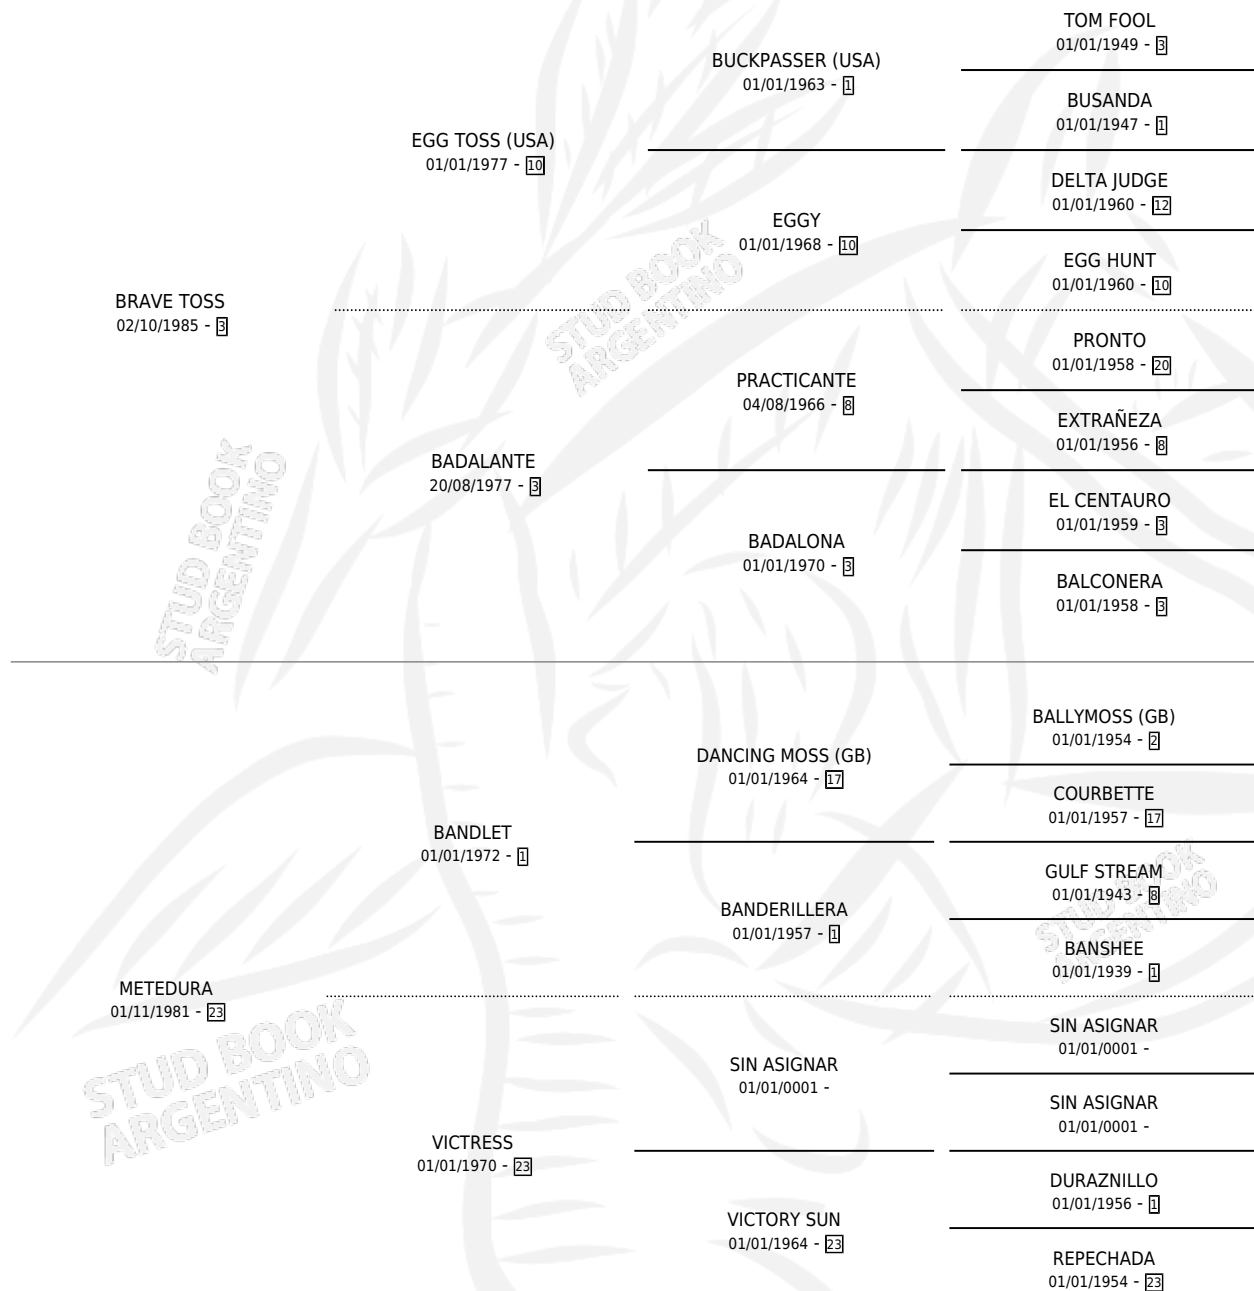 TOM FOOL
01/01/1949 - 3
BUCKPASSER (USA)
01/01/1963 - 1
BUSANDA
01/01/1947 - 1
EGG TOSS (USA)
01/01/1977 - 10
DELTA JUDGE
01/01/1960 - 12
EGGY
01/01/1968 - 10
EGG HUNT
01/01/1960 - 10
BRAVE TOSS
02/10/1985 - 3
STUD BOOK
ARGENTINO
PRONTO
01/01/1958 - 20
PRACTICANTE
04/08/1966 - 8
EXTRAÑEZA
01/01/1956 - 8
BADALANTE
20/08/1977 - 3
EL CENTAURO
01/01/1959 - 3
BADALONA
01/01/1970 - 3
BALCONERA
01/01/1958 - 3
STUD BOOK
ARGENTINO
BALLYMOSS (GB)
01/01/1954 - 2
DANCING MOSS (GB)
01/01/1964 - 17
COURBETTE
01/01/1957 - 17
BANDLET
01/01/1972 - 1
GULF STREAM
01/01/1943 - 8
BANDERILLERA
01/01/1957 - 1
BANSHEE
01/01/1939 - 1
STUD BOOK
ARGENTINO
METEDURA
01/11/1981 - 23
SIN ASIGNAR
01/01/0001 -
SIN ASIGNAR
01/01/0001 -
SIN ASIGNAR
01/01/0001 -
STUD BOOK
ARGENTINO
VICTRESS
01/01/1970 - 23
DURAZNILLO
01/01/1956 - 1
VICTORY SUN
01/01/1964 - 23
REPECHADA
01/01/1954 - 23